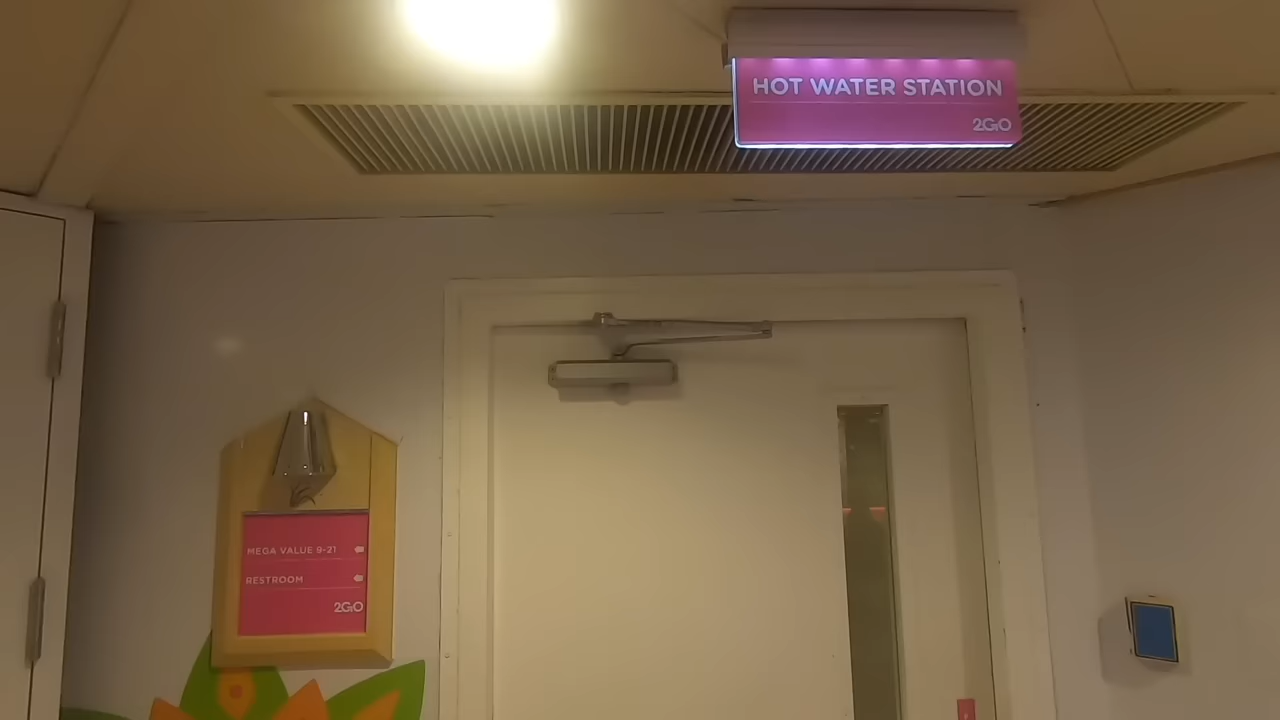 HOT WATER STATION
2GO
MEGA VALUE 9-21
RESTROOM
2GO